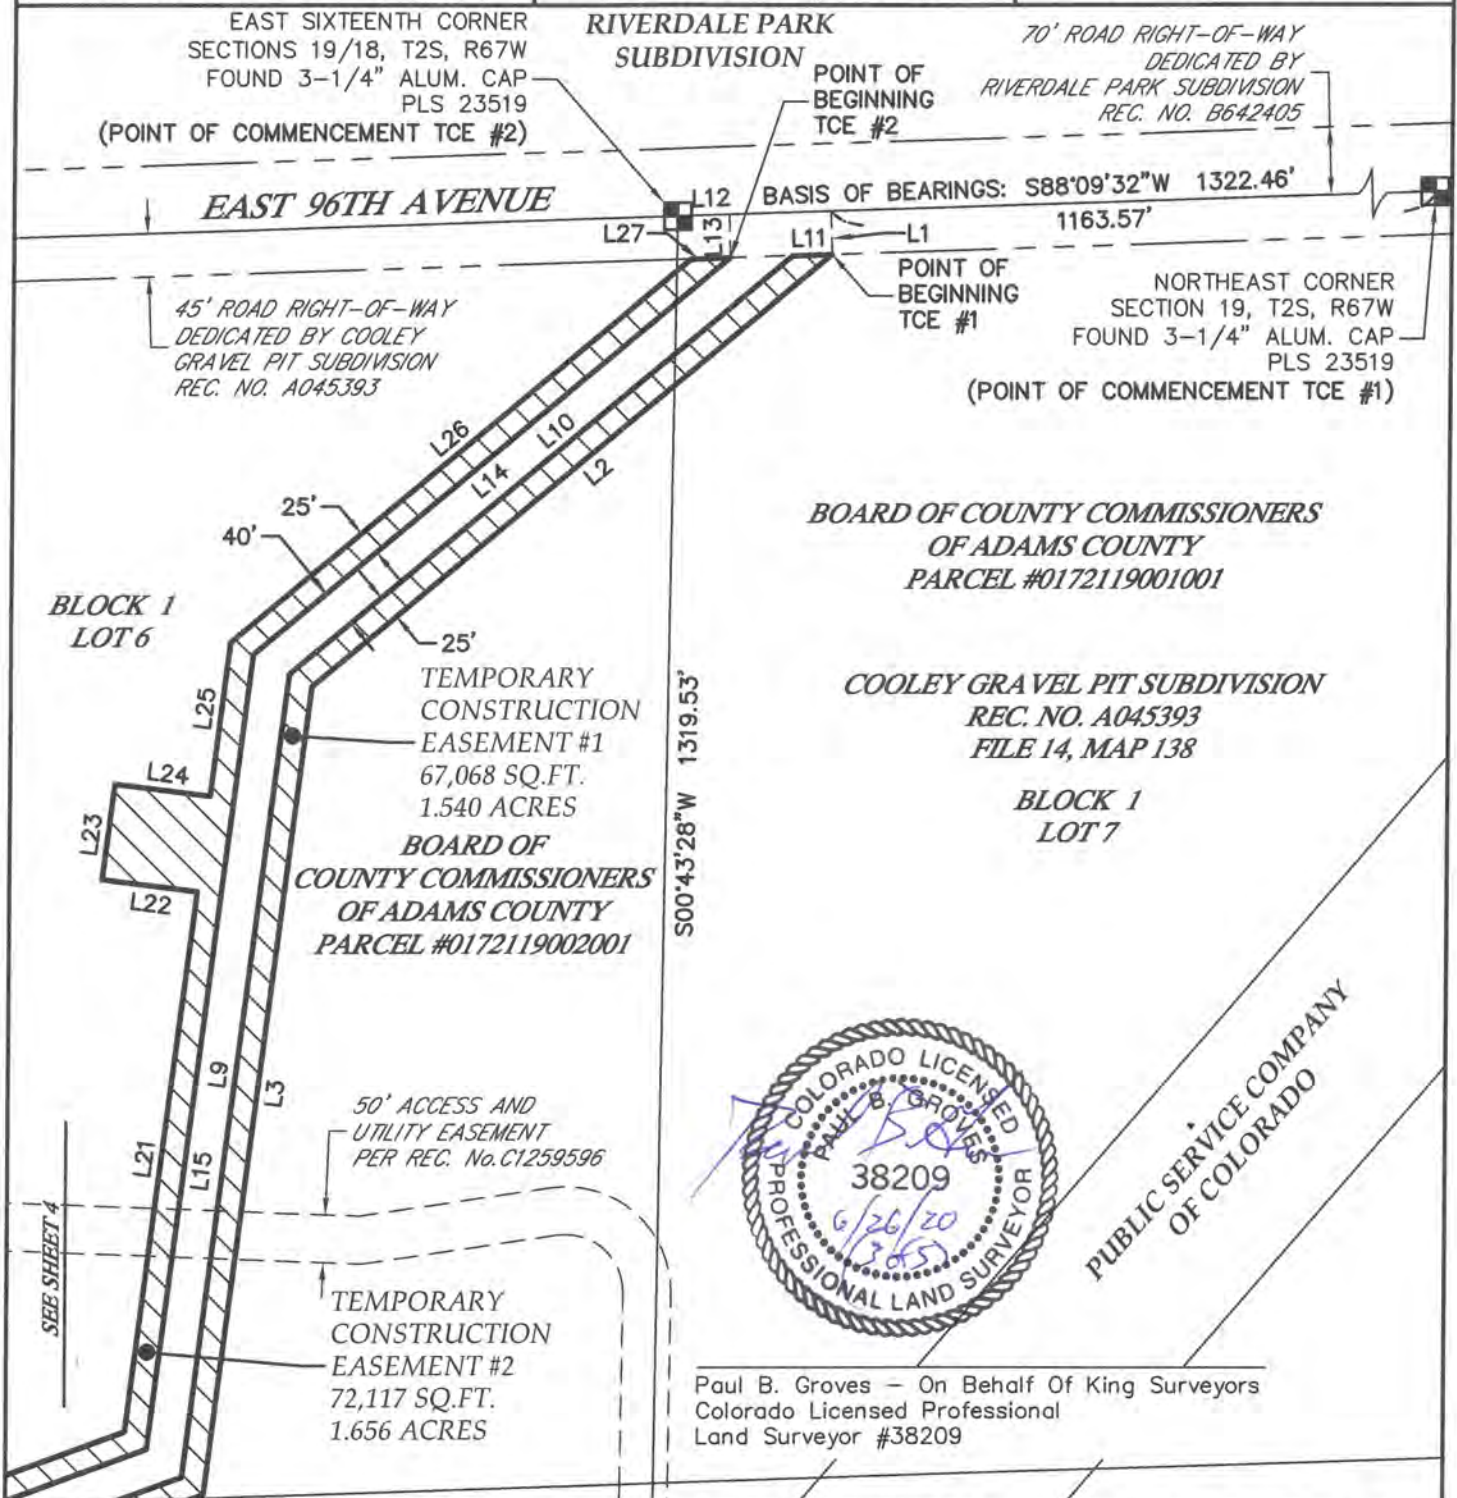 EAST SIXTEENTH CORNER
SECTIONS 19/18, T2S, R67W
FOUND 3-1/4" ALUM. CAP
PLS 23519
(POINT OF COMMENCEMENT TCE #2)
RIVERDALE PARK
SUBDIVISION
POINT OF
BEGINNING
TCE #2
70' ROAD RIGHT-OF-WAY
DEDICATED BY
RIVERDALE PARK SUBDIVISION
REC. NO. B642405
EAST 96TH AVENUE
L12
BASIS OF BEARINGS: S88°09'32"W 1322.46'
1163.57'
L27
L13
L11
L1
POINT OF
BEGINNING
TCE #1
NORTHEAST CORNER
SECTION 19, T2S, R67W
FOUND 3-1/4" ALUM. CAP
PLS 23519
(POINT OF COMMENCEMENT TCE #1)
45' ROAD RIGHT-OF-WAY
DEDICATED BY COOLEY
GRAVEL PIT SUBDIVISION
REC. NO. A045393
L26
L10
L14
L2
25'
40'
25'
BLOCK 1
LOT 6
BOARD OF COUNTY COMMISSIONERS
OF ADAMS COUNTY
PARCEL #0172119001001
TEMPORARY
CONSTRUCTION
EASEMENT #1
67,068 SQ.FT.
1.540 ACRES
S00°43'28"W 1319.53'
COOLEY GRAVEL PIT SUBDIVISION
REC. NO. A045393
FILE 14, MAP 138
BLOCK 1
LOT 7
L25
L24
L23
L22
BOARD OF
COUNTY COMMISSIONERS
OF ADAMS COUNTY
PARCEL #0172119002001
L9
L3
L21
L15
50' ACCESS AND
UTILITY EASEMENT
PER REC. No.C1259596
SEE SHEET 4
TEMPORARY
CONSTRUCTION
EASEMENT #2
72,117 SQ.FT.
1.656 ACRES
COLORADO LICENSED
PAUL B. GROVES
38209
6/26/20
(3 of 5)
PROFESSIONAL LAND SURVEYOR
PUBLIC SERVICE COMPANY
OF COLORADO
Paul B. Groves - On Behalf Of King Surveyors
Colorado Licensed Professional
Land Surveyor #38209